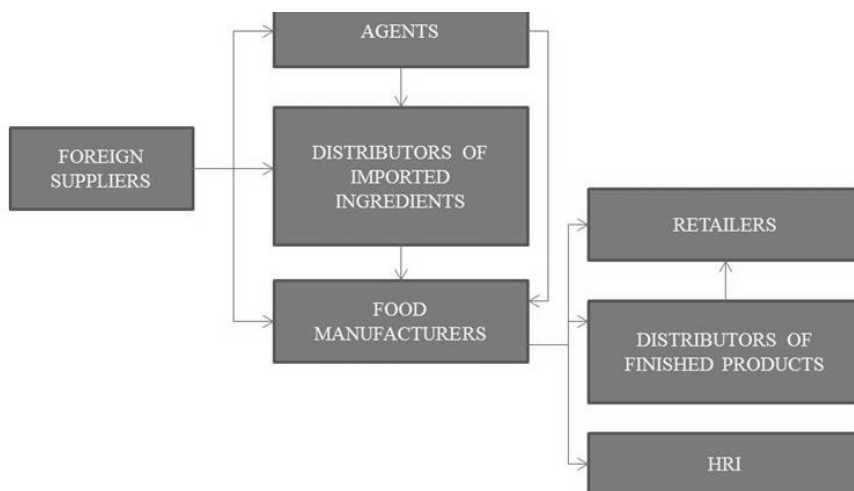 AGENTS
FOREIGN
SUPPLIERS
DISTRIBUTORS OF
IMPORTED
INGREDIENTS
FOOD
MANUFACTURERS
RETAILERS
DISTRIBUTORS OF
FINISHED PRODUCTS
HRI